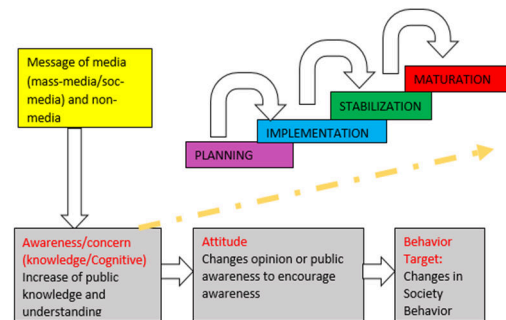 Message of media
(mass-media/soc-
media) and non-
media
MATURATION
STABILIZATION
IMPLEMENTATION
PLANNING
Awareness/concern
(knowledge/Cognitive)
Increase of public
knowledge and
understanding
Attitude
Changes opinion or public
awareness to encourage
awareness
Behavior
Target:
Changes in
Society
Behavior